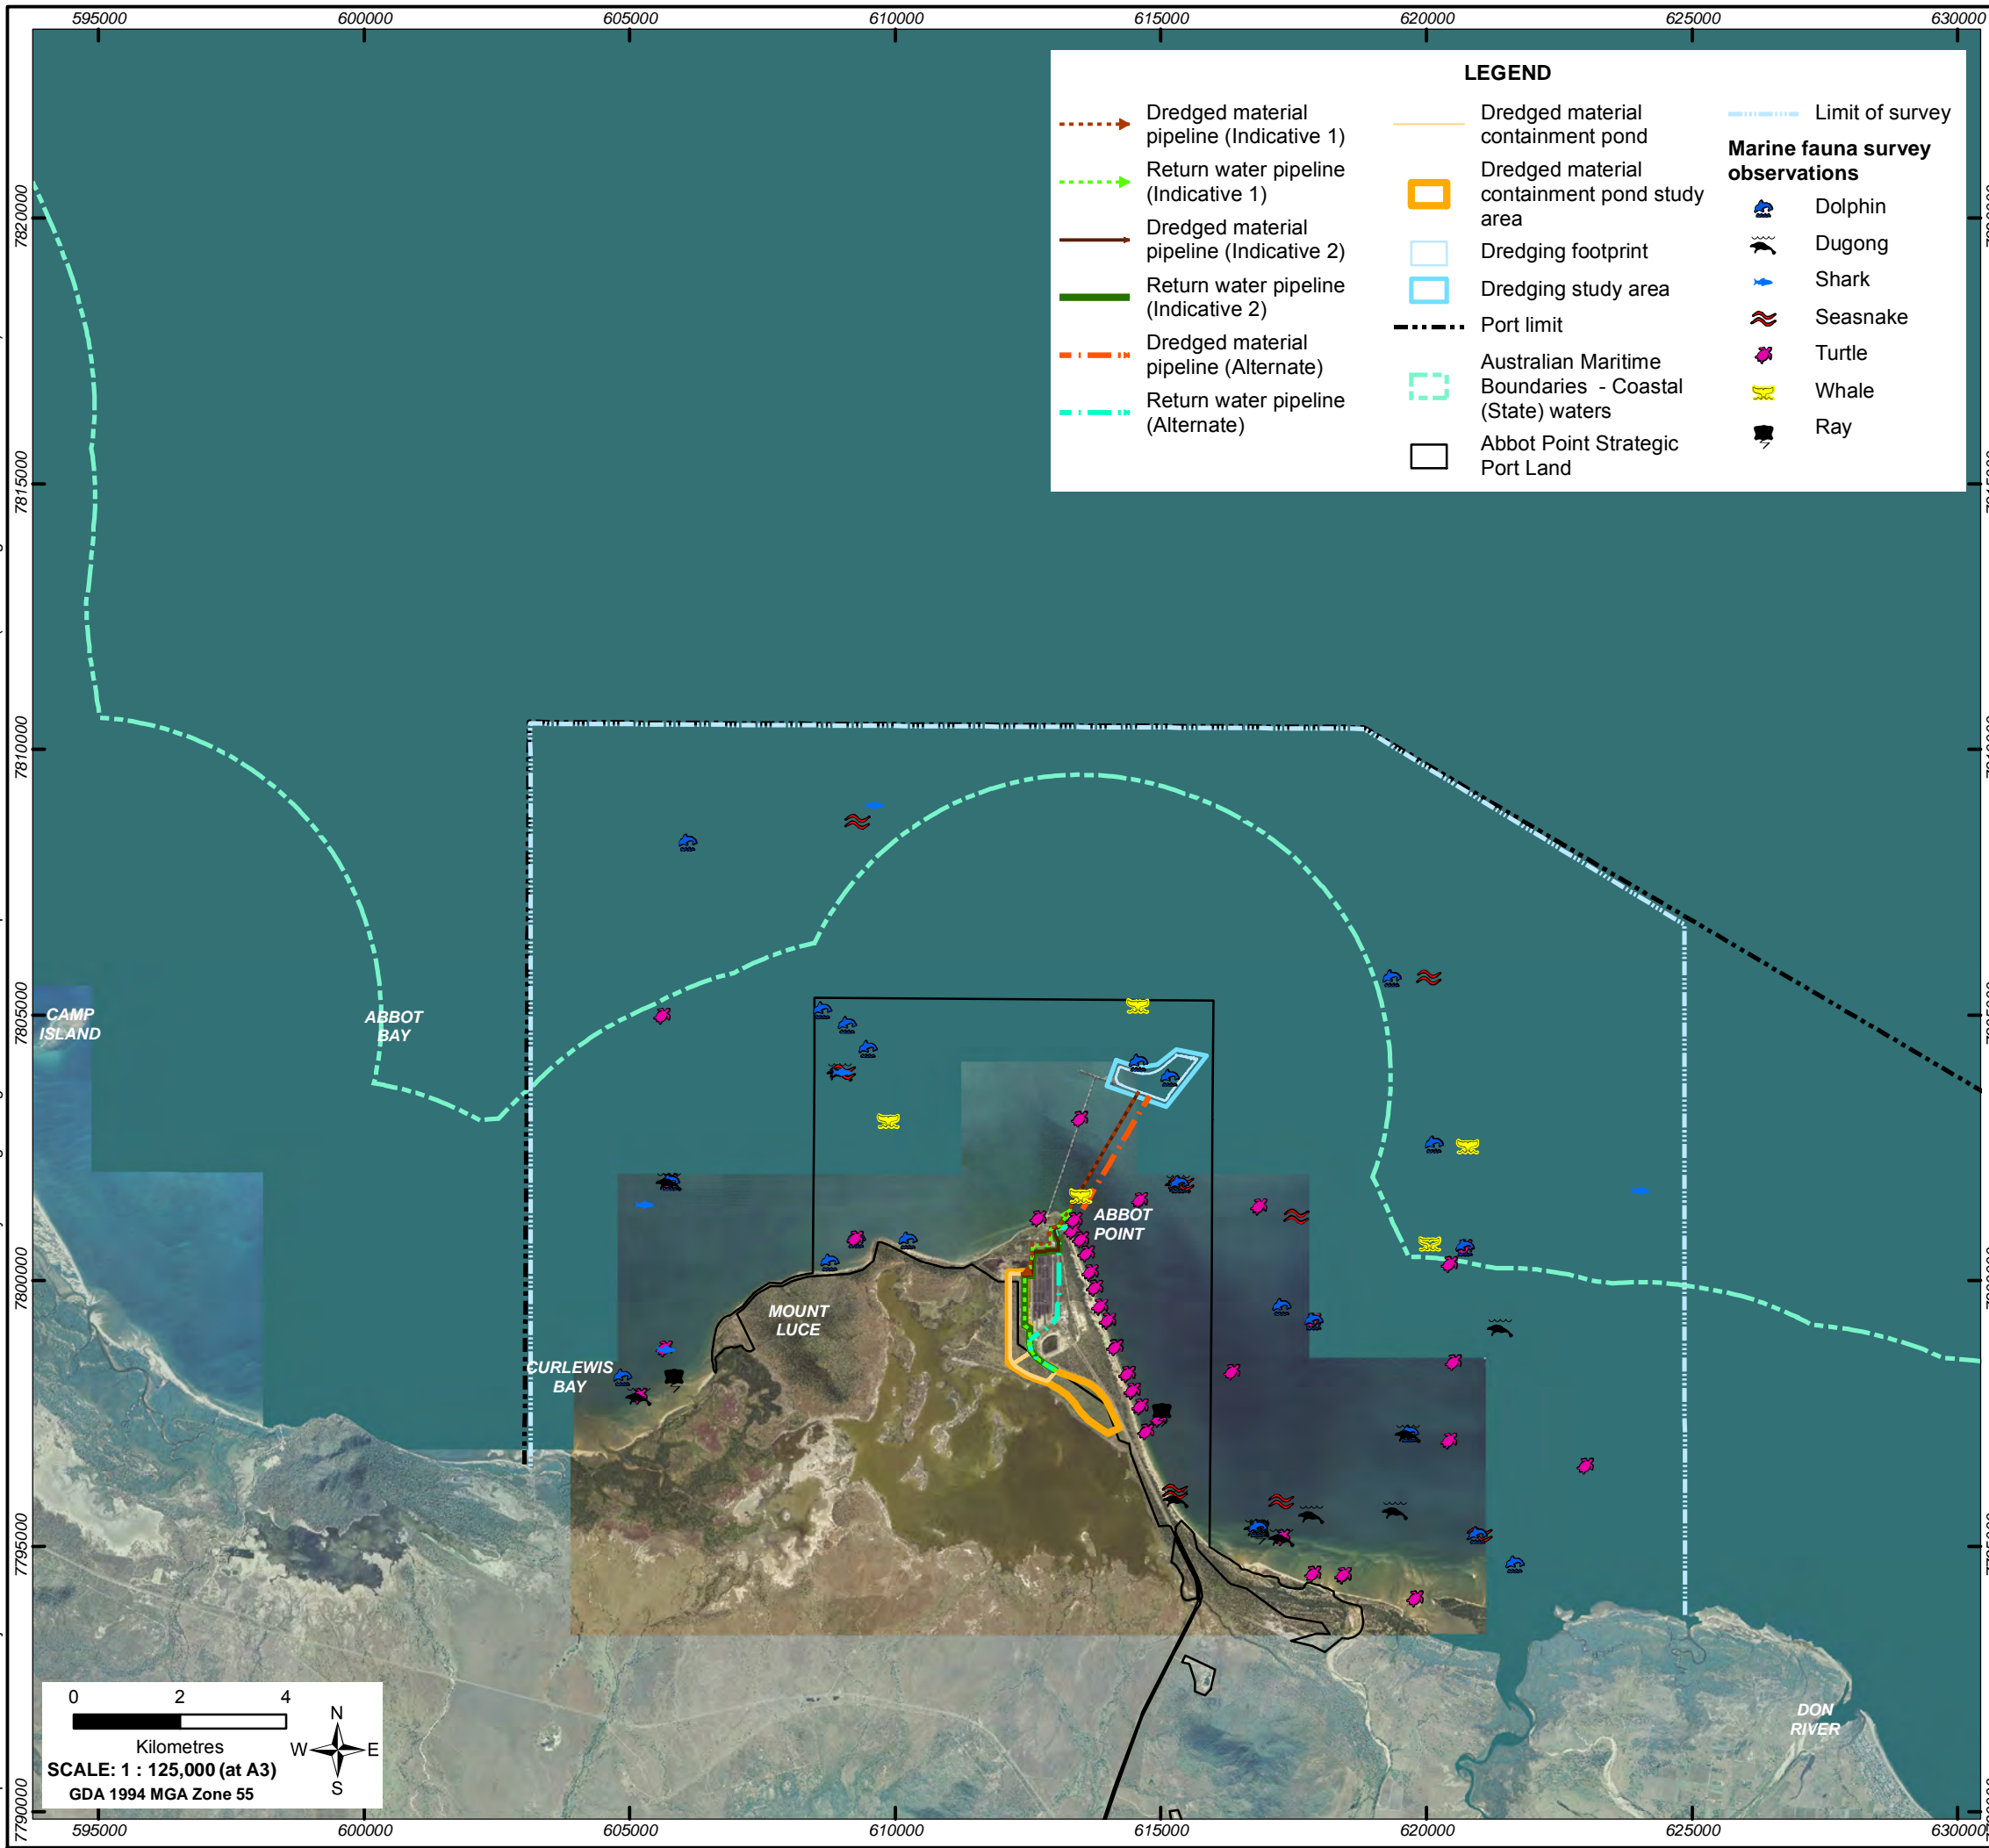 595000
600000
605000
610000
615000
620000
625000
630000
LEGEND
Dredged material
pipeline (Indicative 1)
Return water pipeline
(Indicative 1)
Dredged material
pipeline (Indicative 2)
Return water pipeline
(Indicative 2)
Dredged material
pipeline (Alternate)
Return water pipeline
(Alternate)
Dredged material
containment pond
Dredged material
containment pond study
area
Dredging footprint
Dredging study area
Port limit
Australian Maritime
Boundaries - Coastal
(State) waters
Abbot Point Strategic
Port Land
Limit of survey
Marine fauna survey
observations
Dolphin
Dugong
Shark
Seasnake
Turtle
Whale
Ray
7820000
7815000
7810000
7805000
7800000
7795000
7790000
CAMP
ISLAND
ABBOT
BAY
ABBOT
POINT
MOUNT
LUCE
CURLEWIS
BAY
DON
RIVER
0
2
4
Kilometres
SCALE: 1 : 125,000 (at A3)
GDA 1994 MGA Zone 55
N
W
E
S
595000
600000
605000
610000
615000
620000
625000
630000